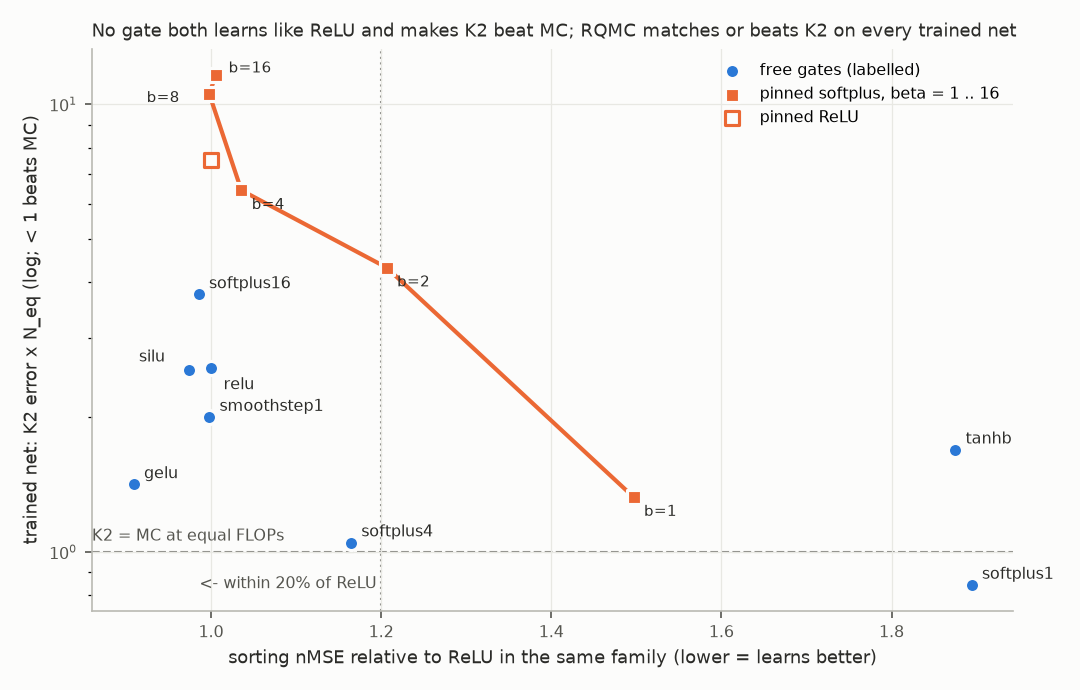 No gate both learns like ReLU and makes K2 beat MC; RQMC matches or beats K2 on every trained net
free gates (labelled)
pinned softplus, beta = 1 .. 16
pinned ReLU
trained net: K2 error x N_eq (log; < 1 beats MC)
10¹
10⁰
b=16
b=8
b=4
b=2
b=1
softplus16
silu
relu
smoothstep1
gelu
softplus4
tanhb
softplus1
K2 = MC at equal FLOPs
<- within 20% of ReLU
1.0 1.2 1.4 1.6 1.8
sorting nMSE relative to ReLU in the same family (lower = learns better)